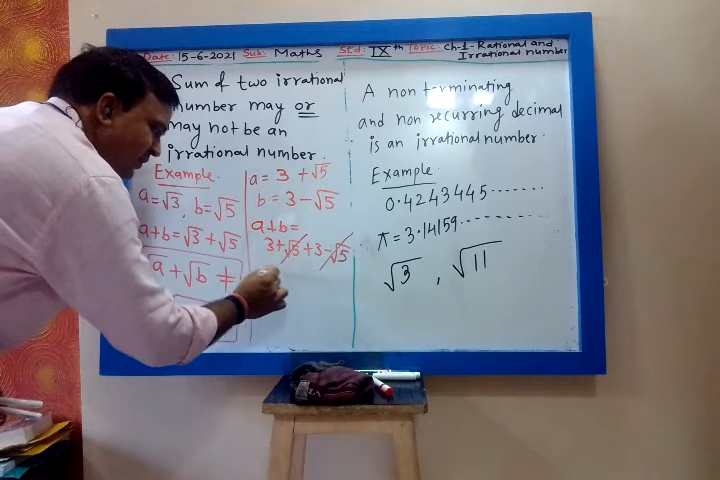 Date: 15-6-2021 Sub: Maths Std: IXth Topic: Ch-1- Rational and
Irrational number
Sum of two irrational
number may or
may not be an
irrational number.
Example
a = √3, b = √5
a+b = √3 + √5
√a + √b ≠
a = 3 + √5
b = 3 - √5
a+b =
3+√5+3-√5
A non terminating
and non recurring decimal
is an irrational number.
Example
0.4243445.......
π = 3.14159..........
√3 , √11